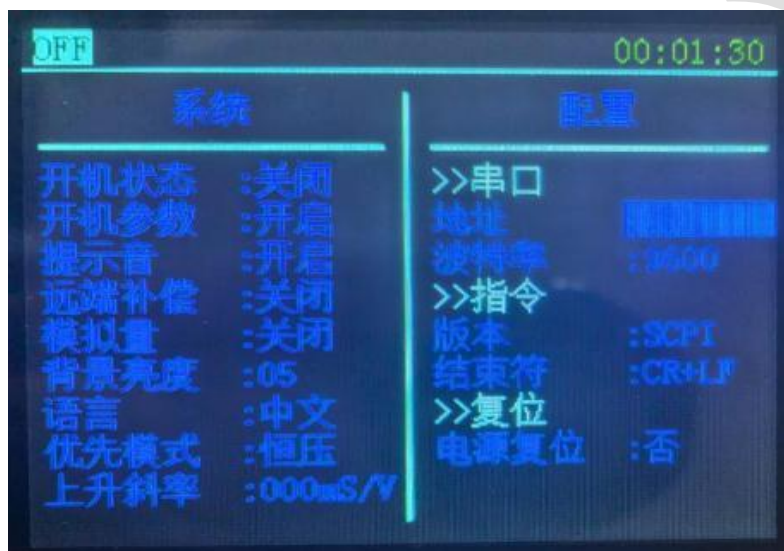 OFF
00:01:30
系统
开机状态 :关闭
开机参数 :开启
提示音 :开启
远端补偿 :关闭
模拟量 :关闭
背景亮度 :05
语言 :中文
优先模式 :恒压
上升斜率 :000mS/V
配置
>>串口
地址
波特率 :9600
>>指令
版本 :SCPI
结束符 :CR+LF
>>复位
电源复位 :否